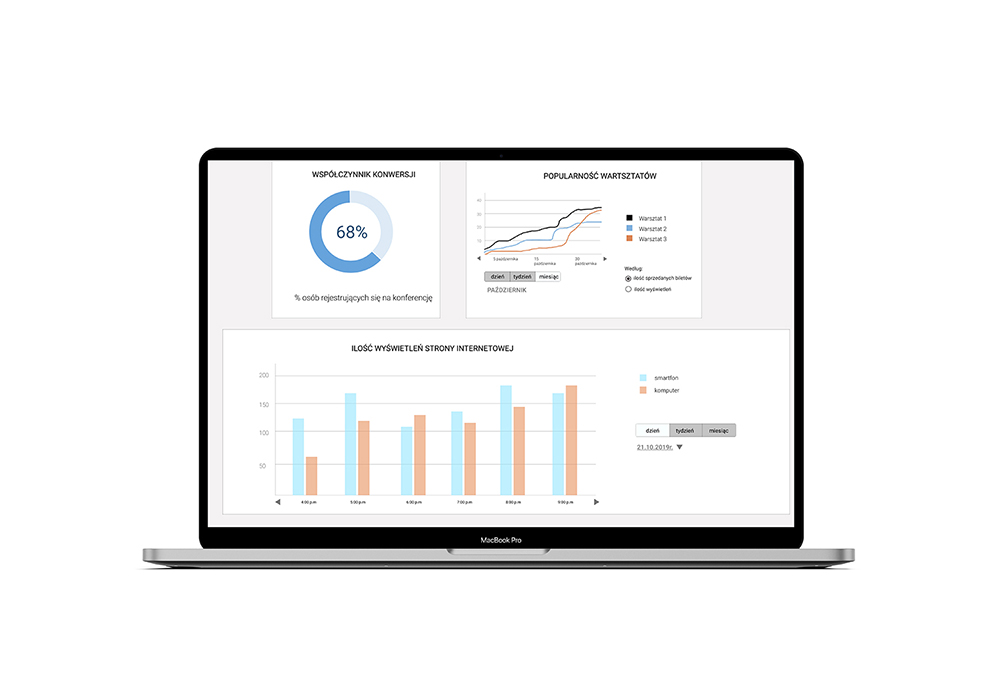 WSPÓŁCZYNNIK KONWERSJI
68%
% osób rejestrujących się na konferencję
POPULARNOŚĆ WARTSZTATÓW
40
30
20
10
5 października
15 października
30 października
Warsztat 1
Warsztat 2
Warsztat 3
dzień tydzień miesiąc
PAŹDZIERNIK
Według:
ilość sprzedanych biletów
ilość wyświetleń
ILOŚĆ WYŚWIETLEŃ STRONY INTERNETOWEJ
200
150
100
50
4:00 p.m 5:00 p.m 6:00 p.m 7:00 p.m 8:00 p.m 9:00 p.m
smartfon
komputer
dzień tydzień miesiąc
21.10.2019r.
MacBook Pro